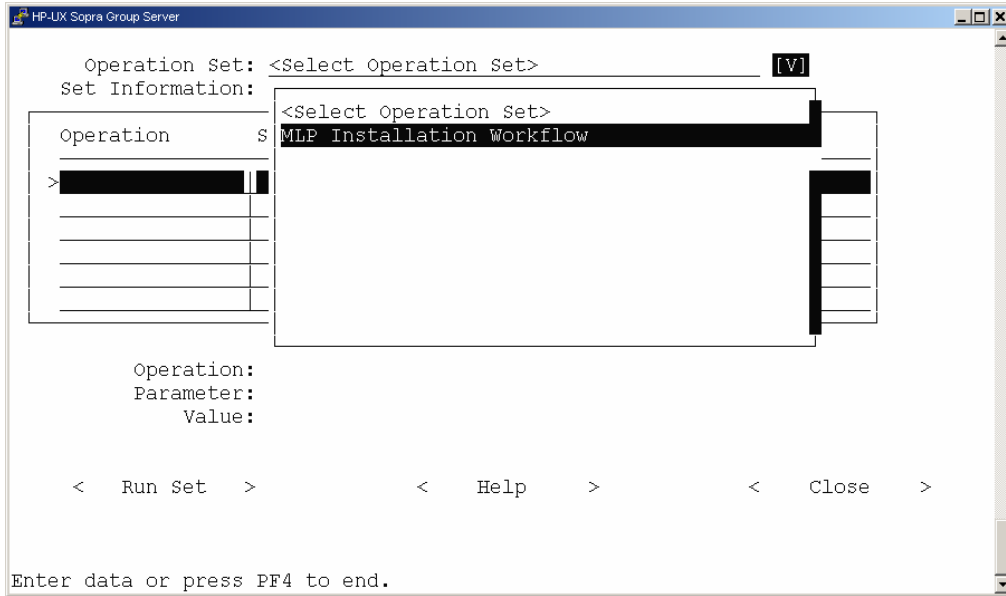 HP-UX Sopra Group Server
Operation Set: <Select Operation Set> [V]
Set Information:
<Select Operation Set>
Operation S MLP Installation Workflow
>
Operation:
Parameter:
Value:
< Run Set > < Help > < Close >
Enter data or press PF4 to end.